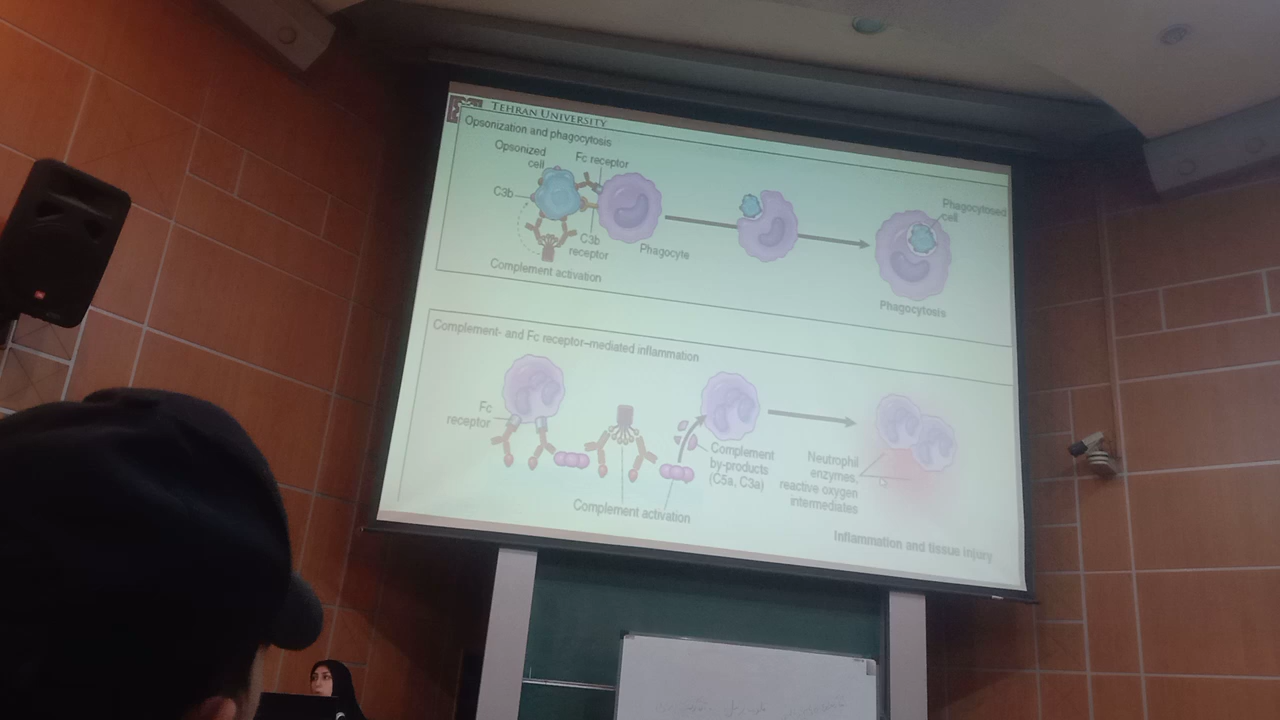 TEHRAN UNIVERSITY
Opsonization and phagocytosis
Opsonized
cell
Fc receptor
C3b
C3b
receptor
Phagocyte
Complement activation
Phagocytosed
cell
Phagocytosis
Complement- and Fc receptor–mediated inflammation
Fc
receptor
Complement
by-products
(C5a, C3a)
Neutrophil
enzymes,
reactive oxygen
intermediates
Complement activation
Inflammation and tissue injury